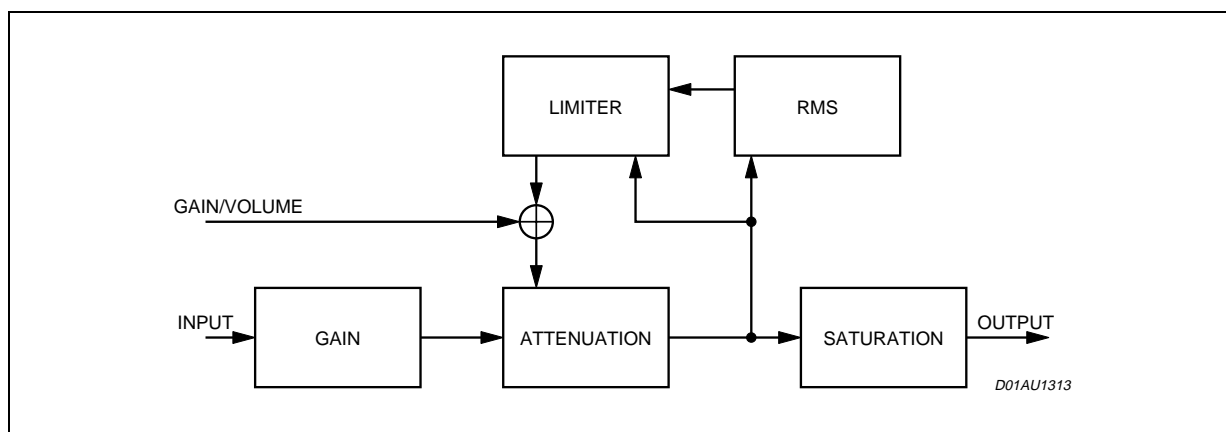 LIMITER
RMS
GAIN/VOLUME
INPUT
GAIN
ATTENUATION
SATURATION
OUTPUT
D01AU1313